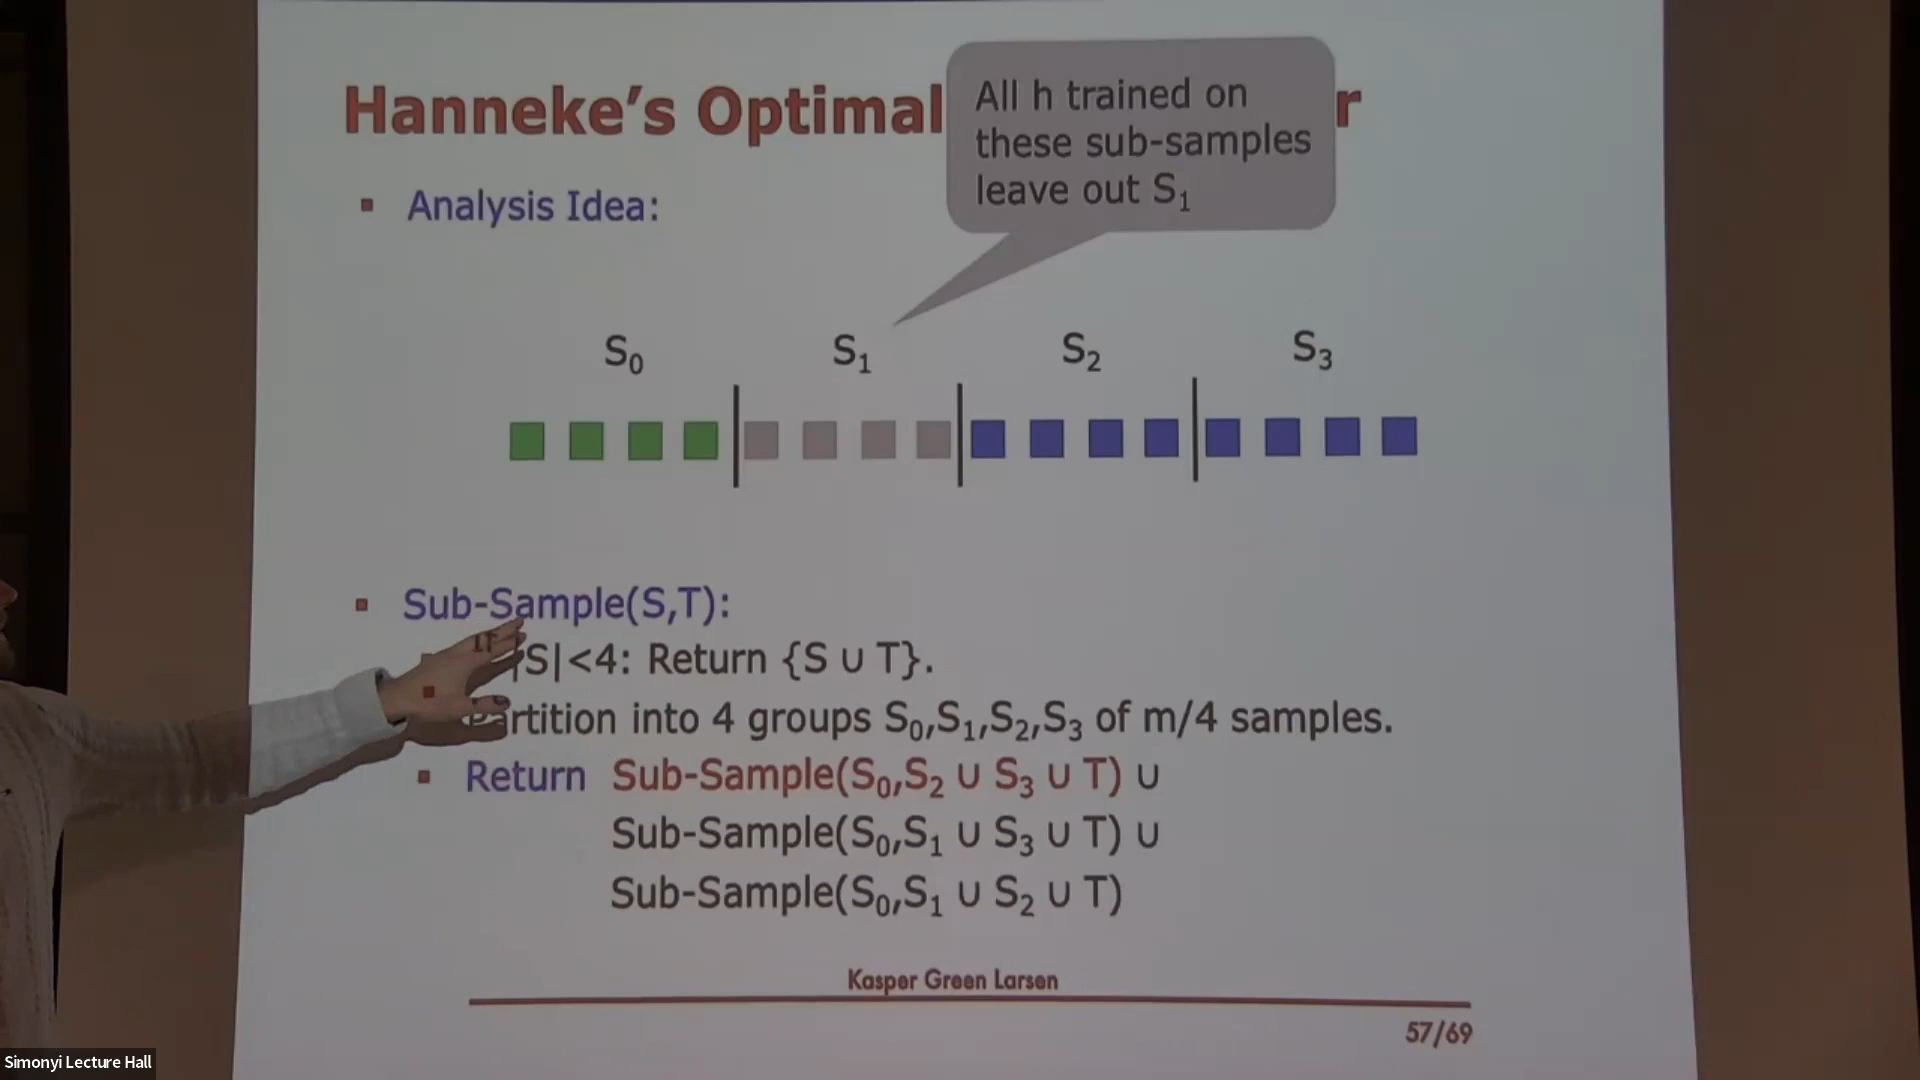 Hanneke's Optimal r
All h trained on
these sub-samples
leave out S₁
▪ Analysis Idea:
S₀ S₁ S₂ S₃
▪ Sub-Sample(S,T):
If |S|<4: Return {S ∪ T}.
▪ Partition into 4 groups S₀,S₁,S₂,S₃ of m/4 samples.
▪ Return Sub-Sample(S₀,S₂ ∪ S₃ ∪ T) ∪
Sub-Sample(S₀,S₁ ∪ S₃ ∪ T) ∪
Sub-Sample(S₀,S₁ ∪ S₂ ∪ T)
Kasper Green Larsen
57/69
Simonyi Lecture Hall